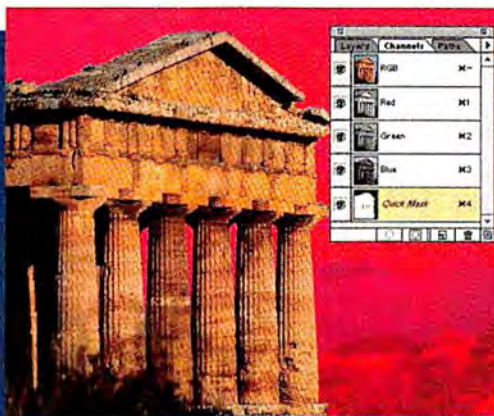 Layers Channels Paths
RGB ⌘~
Red ⌘1
Green ⌘2
Blue ⌘3
Quick Mask ⌘4